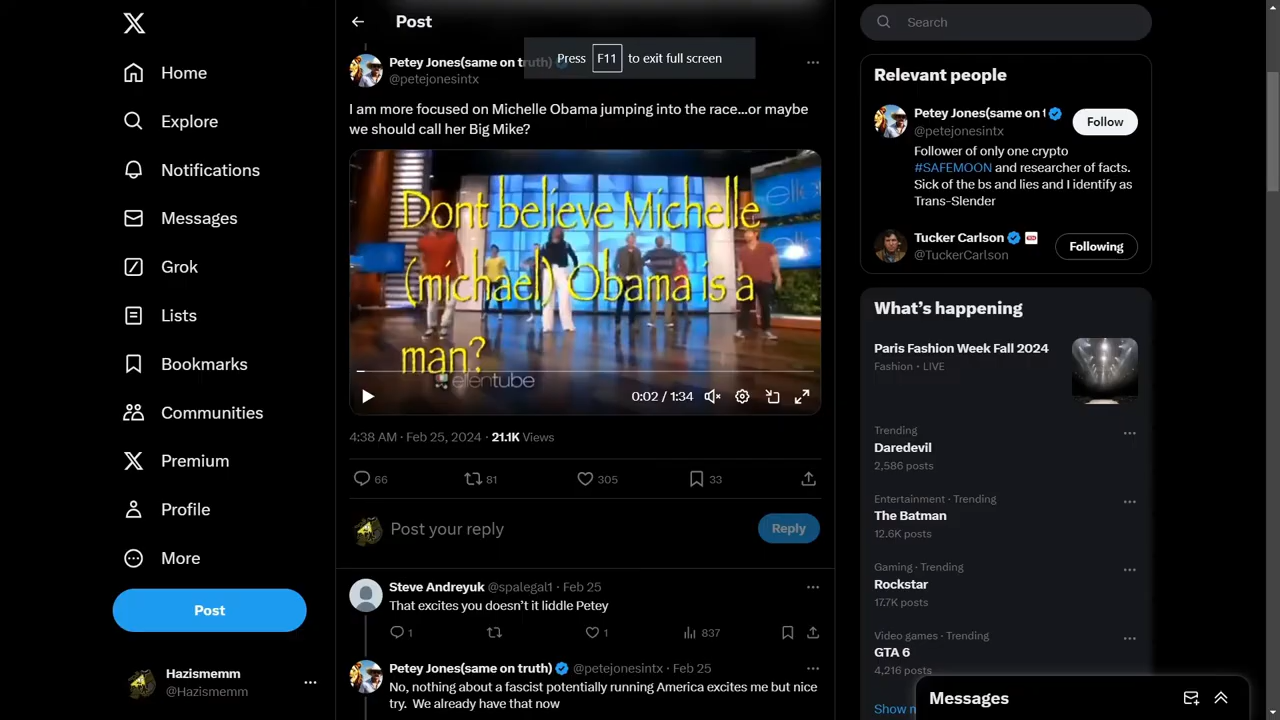 Home
Explore
Notifications
Messages
Grok
Lists
Bookmarks
Communities
Premium
Profile
More
Post
Hazismemm
@Hazismemm
Post
Press F11 to exit full screen
Petey Jones(same on truth)
@petejonesintx
I am more focused on Michelle Obama jumping into the race...or maybe
we should call her Big Mike?
Dont believe Michelle
(michael) Obama is a
man?
ellentube
0:02 / 1:34
4:38 AM · Feb 25, 2024 · 21.1K Views
66 81 305 33
Post your reply
Reply
Steve Andreyuk @spalegal1 · Feb 25
That excites you doesn't it liddle Petey
1 1 837
Petey Jones(same on truth) @petejonesintx · Feb 25
No, nothing about a fascist potentially running America excites me but nice
try. We already have that now
Search
Relevant people
Petey Jones(same on t
@petejonesintx
Follow
Follower of only one crypto
#SAFEMOON and researcher of facts.
Sick of the bs and lies and I identify as
Trans-Slender
Tucker Carlson
@TuckerCarlson
Following
What's happening
Paris Fashion Week Fall 2024
Fashion · LIVE
Trending
Daredevil
2,586 posts
Entertainment · Trending
The Batman
12.6K posts
Gaming · Trending
Rockstar
17.7K posts
Video games · Trending
GTA 6
4,216 posts
Show
Messages